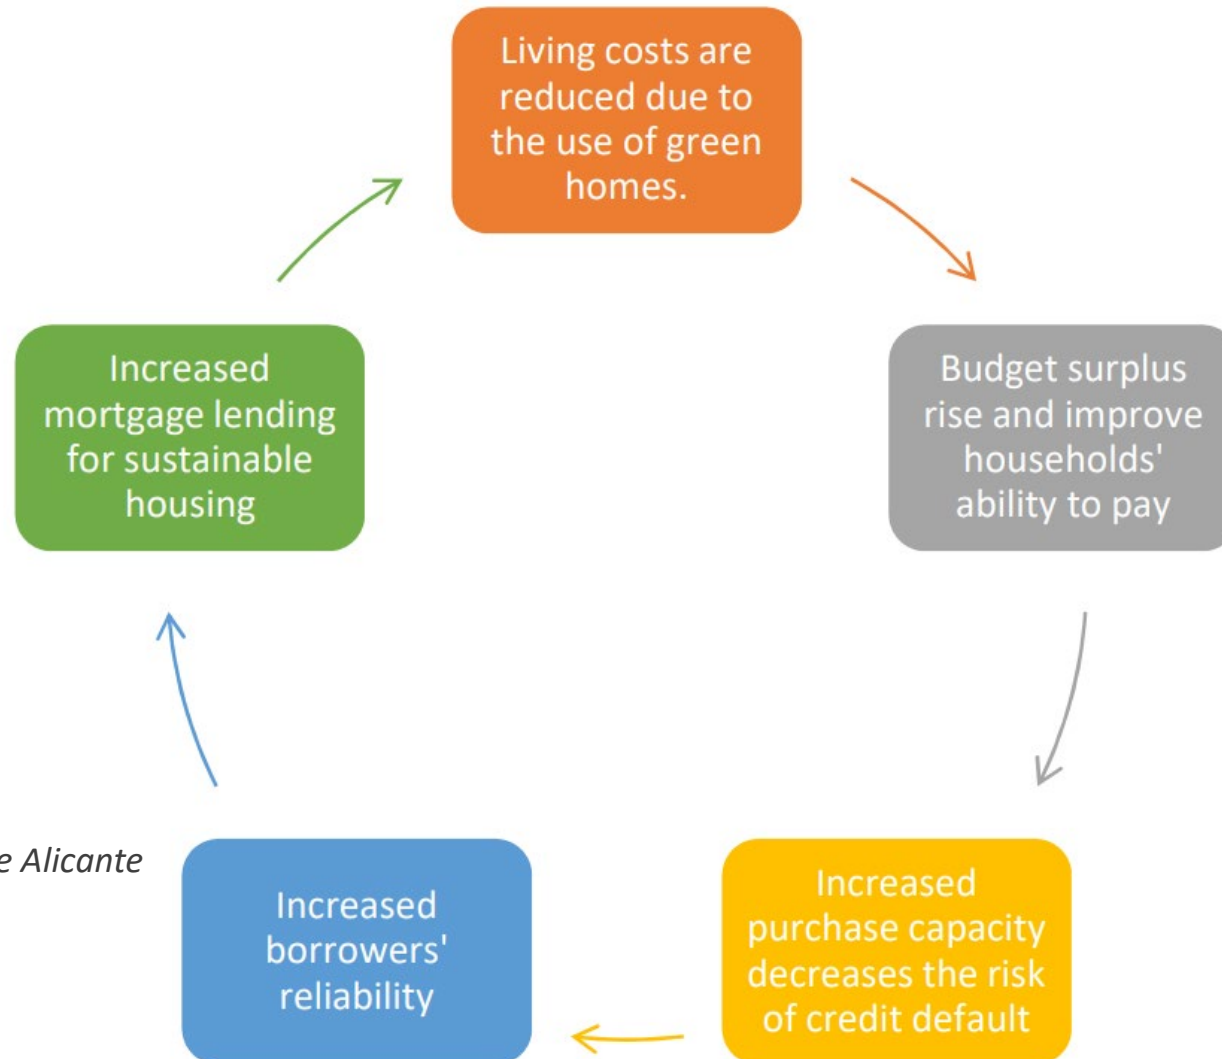 Living costs are
reduced due to
the use of green
homes.
Budget surplus
rise and improve
households'
ability to pay
Increased
purchase capacity
decreases the risk
of credit default
Increased
borrowers'
reliability
Increased
mortgage lending
for sustainable
housing
e Alicante